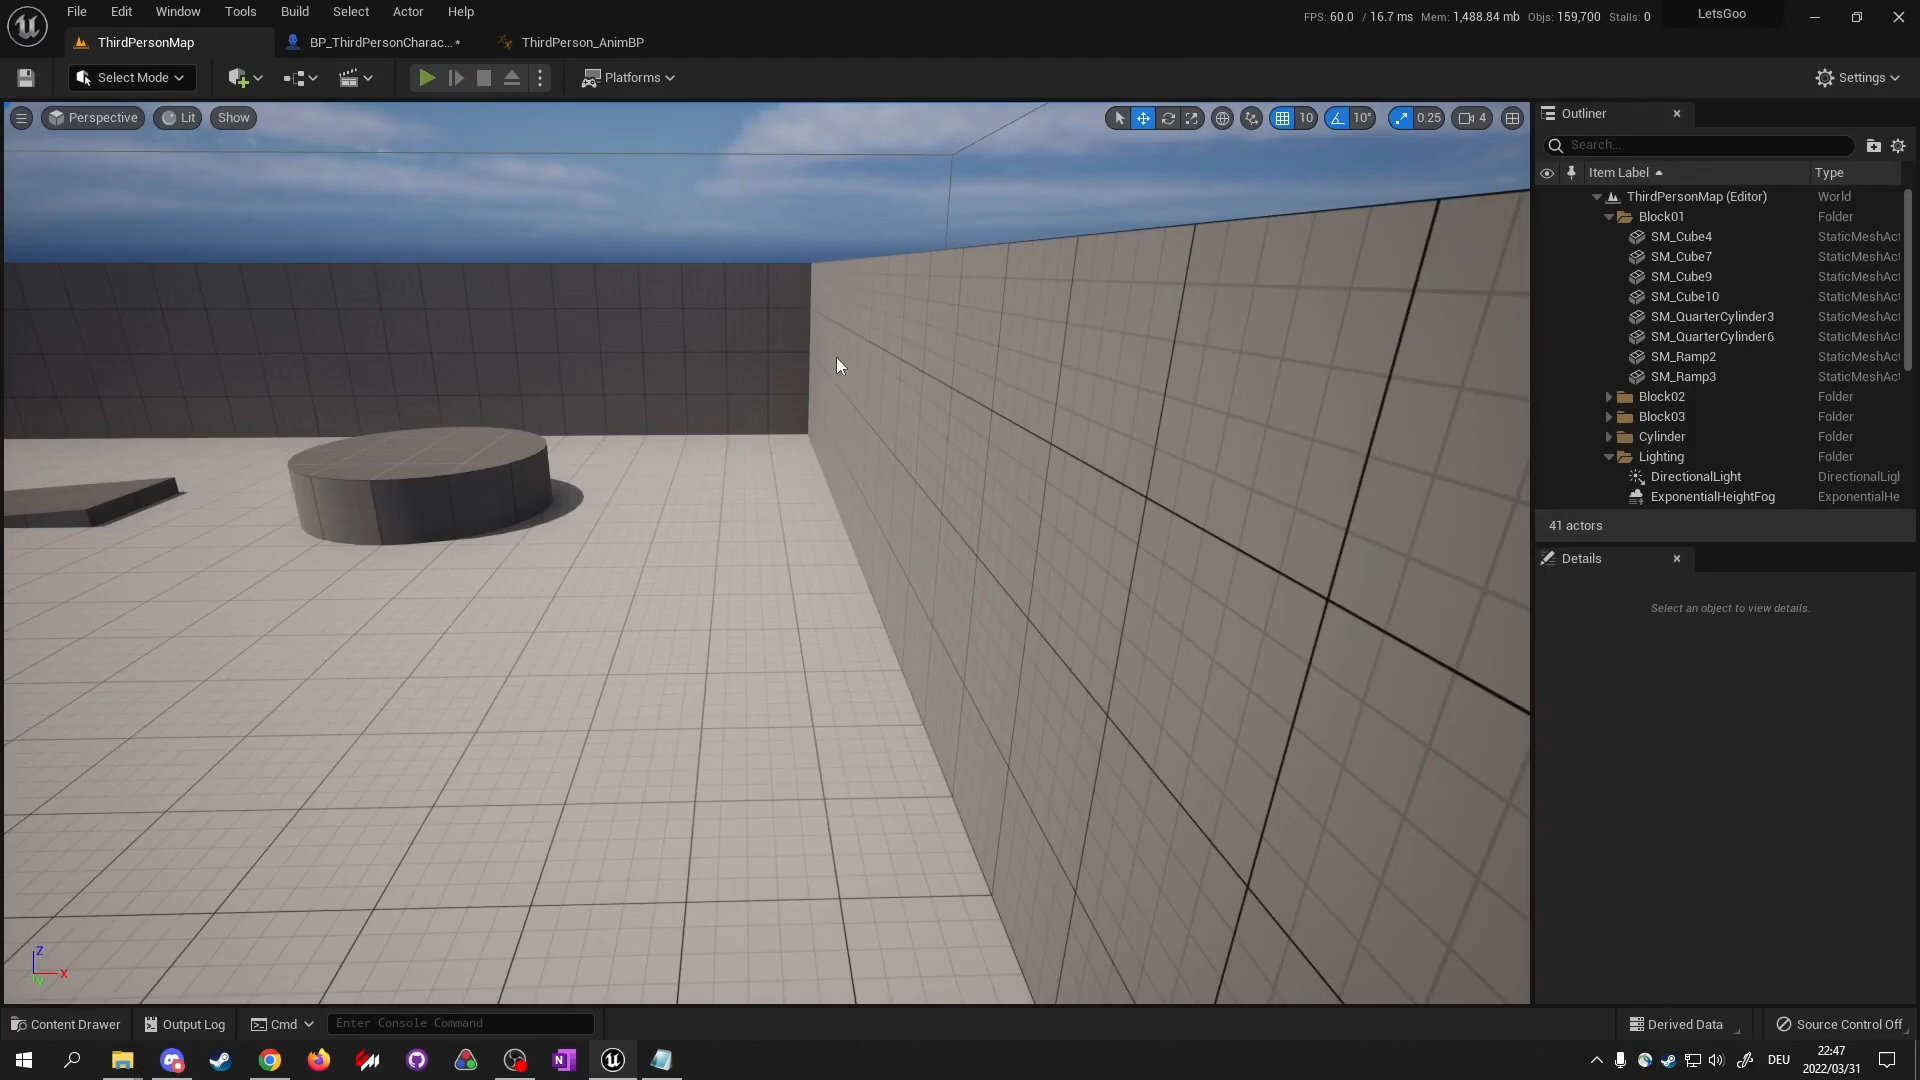 File Edit Window Tools Build Select Actor Help
FPS: 60.0 / 16.7 ms Mem: 1,488.84 mb Objs: 159,700 Stalls: 0
LetsGoo
ThirdPersonMap
BP_ThirdPersonCharac... *
ThirdPerson_AnimBP
Select Mode
Platforms
Settings
Perspective
Lit
Show
10
10°
0.25
4
Outliner
Search...
Item Label
Type
ThirdPersonMap (Editor) World
Block01 Folder
SM_Cube4 StaticMeshAct
SM_Cube7 StaticMeshAct
SM_Cube9 StaticMeshAct
SM_Cube10 StaticMeshAct
SM_QuarterCylinder3 StaticMeshAct
SM_QuarterCylinder6 StaticMeshAct
SM_Ramp2 StaticMeshAct
SM_Ramp3 StaticMeshAct
Block02 Folder
Block03 Folder
Cylinder Folder
Lighting Folder
DirectionalLight DirectionalLigl
ExponentialHeightFog ExponentialHe
41 actors
Details
Select an object to view details.
Z
X
Y
Content Drawer
Output Log
Cmd
Enter Console Command
Derived Data
Source Control Off
N
DEU
22:47
2022/03/31